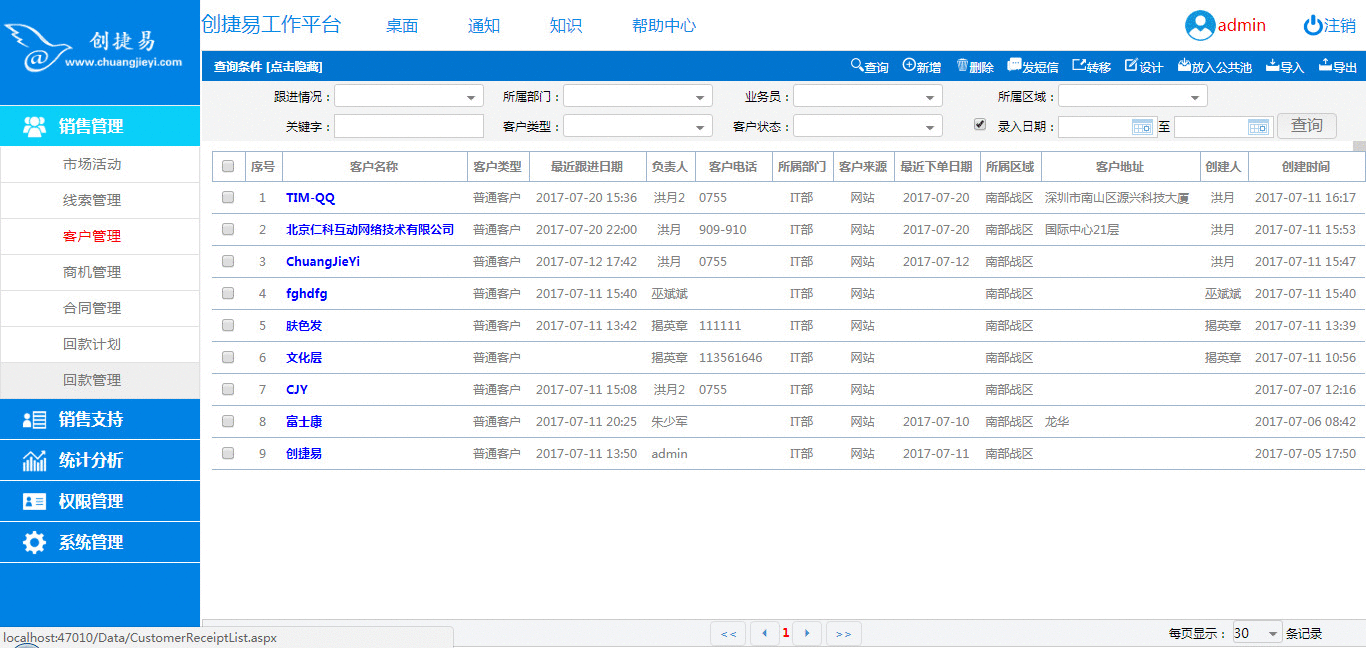 创捷易
www.chuangjieyi.com
创捷易工作平台 桌面 通知 知识 帮助中心 admin 注销
查询条件 [点击隐藏] 查询 新增 删除 发短信 转移 设计 放入公共池 导入 导出
跟进情况： 所属部门： 业务员： 所属区域：
关键字： 客户类型： 客户状态： 录入日期： 至 查询
销售管理
市场活动
线索管理
客户管理
商机管理
合同管理
回款计划
回款管理
销售支持
统计分析
权限管理
系统管理
序号 客户名称 客户类型 最近跟进日期 负责人 客户电话 所属部门 客户来源 最近下单日期 所属区域 客户地址 创建人 创建时间
1 TIM-QQ 普通客户 2017-07-20 15:36 洪月2 0755 IT部 网站 2017-07-20 南部战区 深圳市南山区源兴科技大厦 洪月 2017-07-11 16:17
2 北京仁科互动网络技术有限公司 普通客户 2017-07-20 22:00 洪月 909-910 IT部 网站 2017-07-20 南部战区 国际中心21层 洪月 2017-07-11 15:53
3 ChuangJieYi 普通客户 2017-07-12 17:42 洪月 0755 IT部 网站 2017-07-12 南部战区 洪月 2017-07-11 15:47
4 fghdfg 普通客户 2017-07-11 15:40 巫斌斌 IT部 网站 南部战区 巫斌斌 2017-07-11 15:40
5 肤色发 普通客户 2017-07-11 13:42 揭英章 111111 IT部 网站 南部战区 揭英章 2017-07-11 13:39
6 文化层 普通客户 揭英章 113561646 IT部 网站 南部战区 揭英章 2017-07-11 10:56
7 CJY 普通客户 2017-07-11 15:08 洪月2 0755 IT部 网站 南部战区 2017-07-07 12:16
8 富士康 普通客户 2017-07-11 20:25 朱少军 IT部 网站 2017-07-10 南部战区 龙华 2017-07-06 08:42
9 创捷易 普通客户 2017-07-11 13:50 admin IT部 网站 2017-07-11 南部战区 2017-07-05 17:50
<< 1 >> 每页显示： 30 条记录
localhost:47010/Data/CustomerReceiptList.aspx